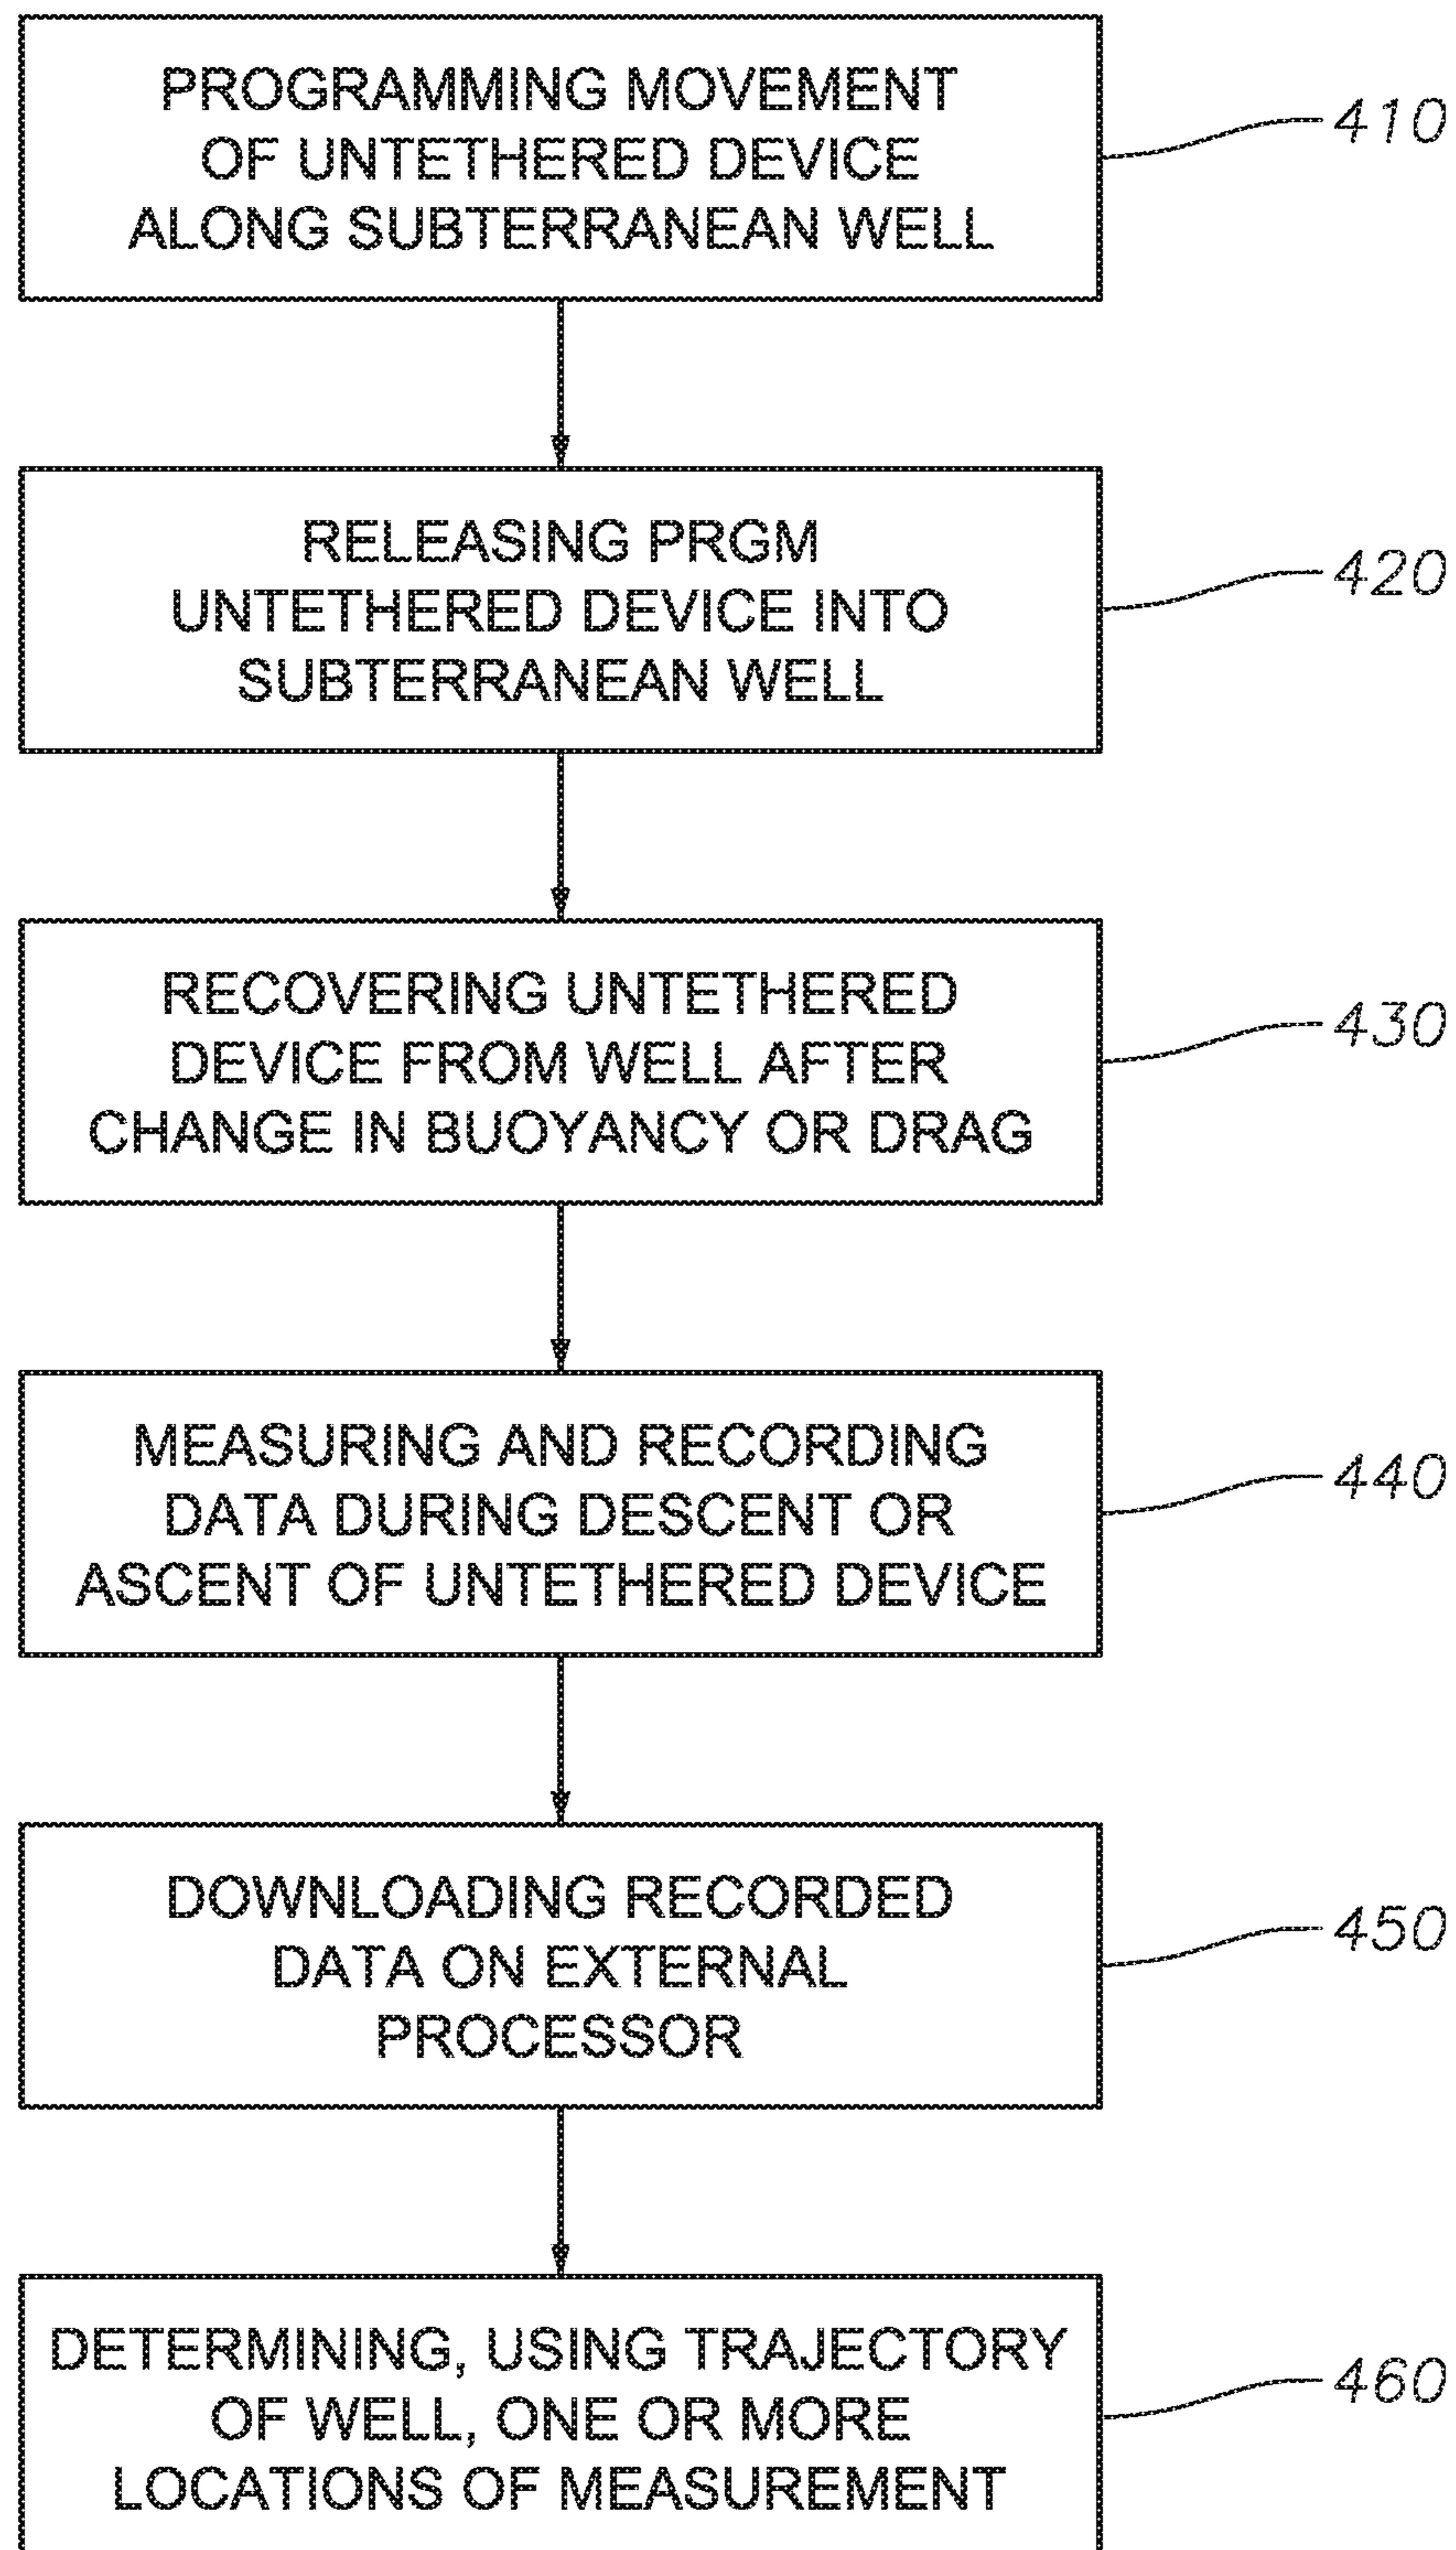 PROGRAMMING MOVEMENT
OF UNTETHERED DEVICE
ALONG SUBTERRANEAN WELL
410
RELEASING PRGM
UNTETHERED DEVICE INTO
SUBTERRANEAN WELL
420
RECOVERING UNTETHERED
DEVICE FROM WELL AFTER
CHANGE IN BUOYANCY OR DRAG
430
MEASURING AND RECORDING
DATA DURING DESCENT OR
ASCENT OF UNTETHERED DEVICE
440
DOWNLOADING RECORDED
DATA ON EXTERNAL
PROCESSOR
450
DETERMINING, USING TRAJECTORY
OF WELL, ONE OR MORE
LOCATIONS OF MEASUREMENT
460